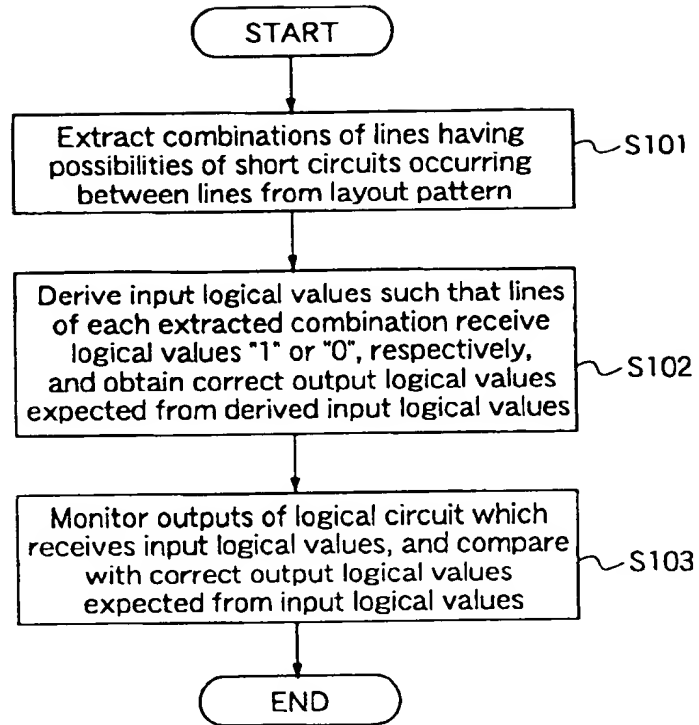 START
Extract combinations of lines having
possibilities of short circuits occurring
between lines from layout pattern
S101
Derive input logical values such that lines
of each extracted combination receive
logical values "1" or "0", respectively,
and obtain correct output logical values
expected from derived input logical values
S102
Monitor outputs of logical circuit which
receives input logical values, and compare
with correct output logical values
expected from input logical values
S103
END